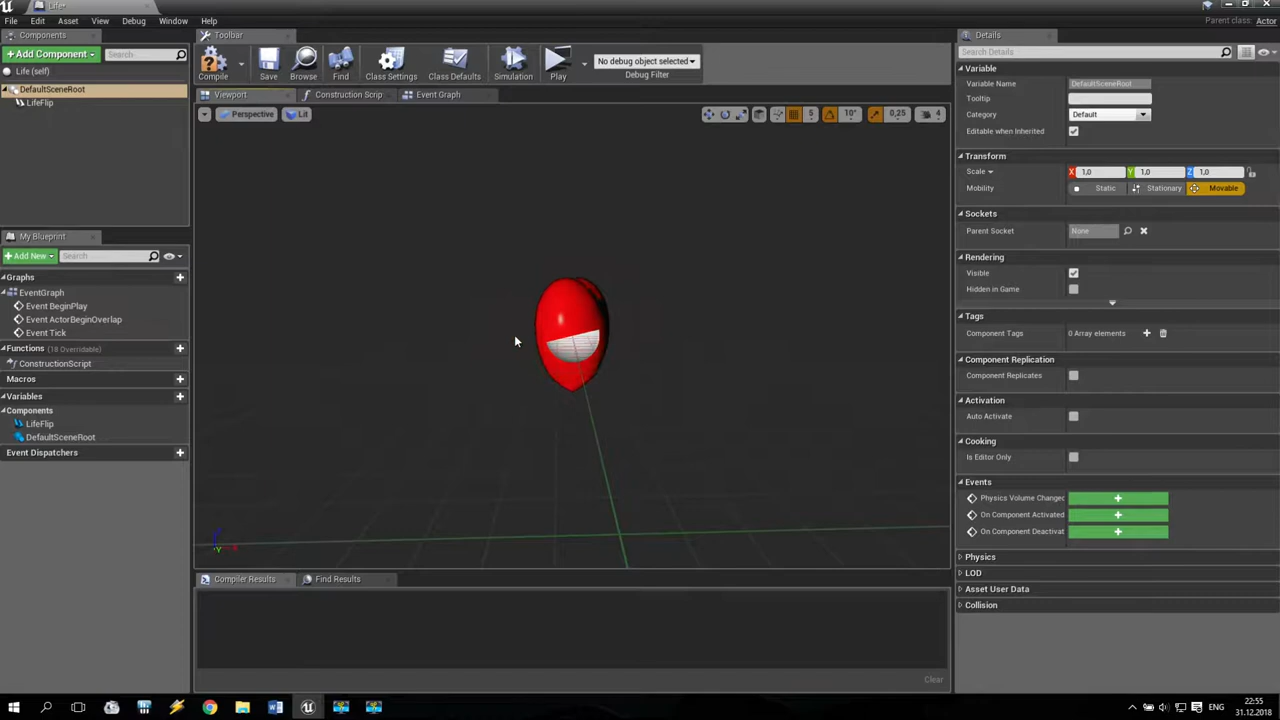 Life*
File Edit Asset View Window Debug Help
Parent class: Actor
Components
Add Component Search
Life (self)
DefaultSceneRoot
LifeFlip
My Blueprint
Add New Search
Graphs
EventGraph
Event BeginPlay
Event ActorBeginOverlap
Event Tick
Functions (18 Overridable)
ConstructionScript
Macros
Variables
Components
LifeFlip
DefaultSceneRoot
Event Dispatchers
Toolbar
Compile Save Browse Find Class Settings Class Defaults Simulation Play
No debug object selected
Debug Filter
Viewport Construction Scrip Event Graph
Perspective Lit
5 10° 0,25 4
Compiler Results Find Results
Clear
Details
Search Details
Variable
Variable Name DefaultSceneRoot
Tooltip
Category Default
Editable when Inherited
Transform
Scale X 1,0 Y 1,0 Z 1,0
Mobility Static Stationary Movable
Sockets
Parent Socket None
Rendering
Visible
Hidden in Game
Tags
Component Tags 0 Array elements
Component Replication
Component Replicates
Activation
Auto Activate
Cooking
Is Editor Only
Events
Physics Volume Changed
On Component Activated
On Component Deactivat
Physics
LOD
Asset User Data
Collision
ENG
22:55
31.12.2018